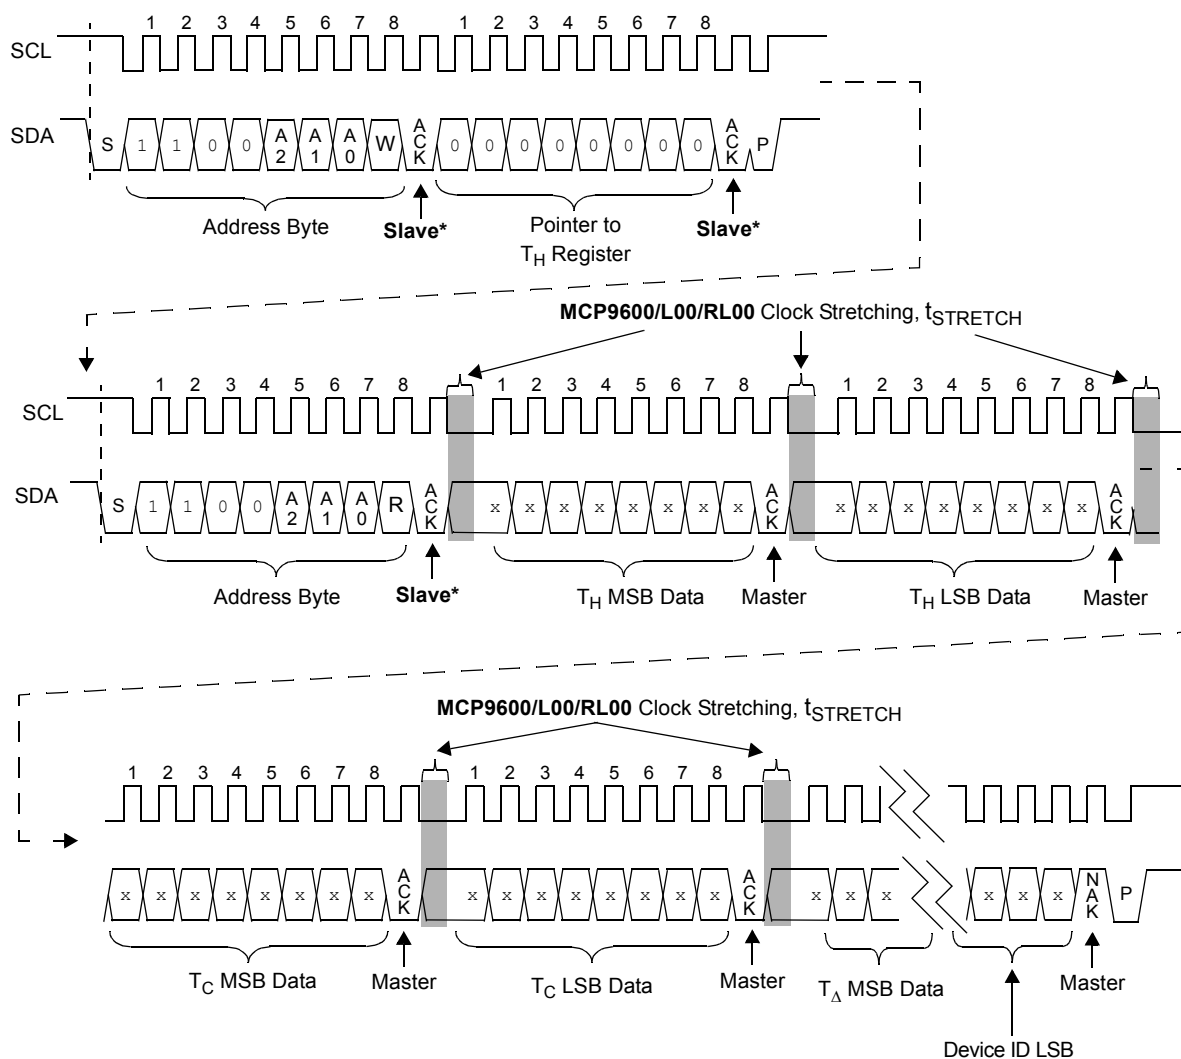 1 2 3 4 5 6 7 8 1 2 3 4 5 6 7 8
SCL
SDA S 1 1 0 0 A2 A1 A0 W ACK 0 0 0 0 0 0 0 0 ACK P
Address Byte Slave* Pointer to Slave*
TH Register
MCP9600/L00/RL00 Clock Stretching, tSTRETCH
1 2 3 4 5 6 7 8 1 2 3 4 5 6 7 8 1 2 3 4 5 6 7 8
SCL
SDA S 1 1 0 0 A2 A1 A0 R ACK x x x x x x x x ACK x x x x x x x x ACK
Address Byte Slave* TH MSB Data Master TH LSB Data Master
MCP9600/L00/RL00 Clock Stretching, tSTRETCH
1 2 3 4 5 6 7 8 1 2 3 4 5 6 7 8
x x x x x x x x ACK x x x x x x x x ACK x x x x x x NAK P
TC MSB Data Master TC LSB Data Master TΔ MSB Data Master
Device ID LSB